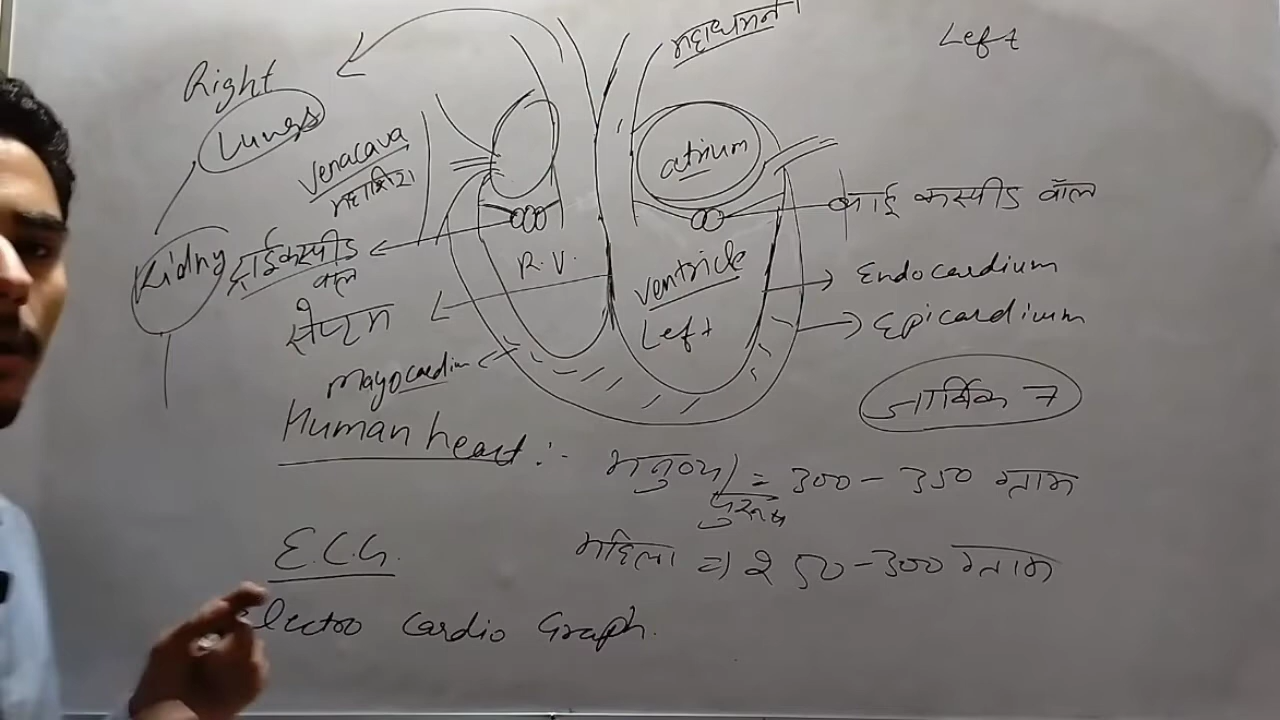 Right
Left
महाधमनी
Lungs
Venacava
महाशिरा
atrium
Kidny
ट्राईकस्पीड
वाल
बाई कस्पीड वॉल
R.V.
ventricle
Left
Endocardium
Epicardium
सेप्टम
Mayocardim
Human heart :-
मनुष्य/पुरूष = 300 - 350 ग्राम
महिला => 250-300 ग्राम
E.C.G.
Electro Cardio Graph.